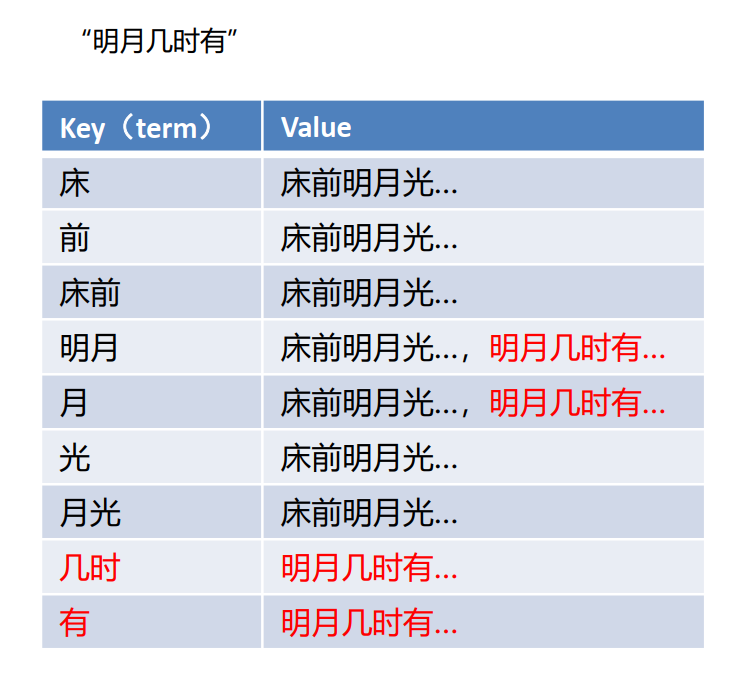 “明月几时有”
Key（term） Value
床 床前明月光...
前 床前明月光...
床前 床前明月光...
明月 床前明月光...，明月几时有...
月 床前明月光...，明月几时有...
光 床前明月光...
月光 床前明月光...
几时 明月几时有...
有 明月几时有...